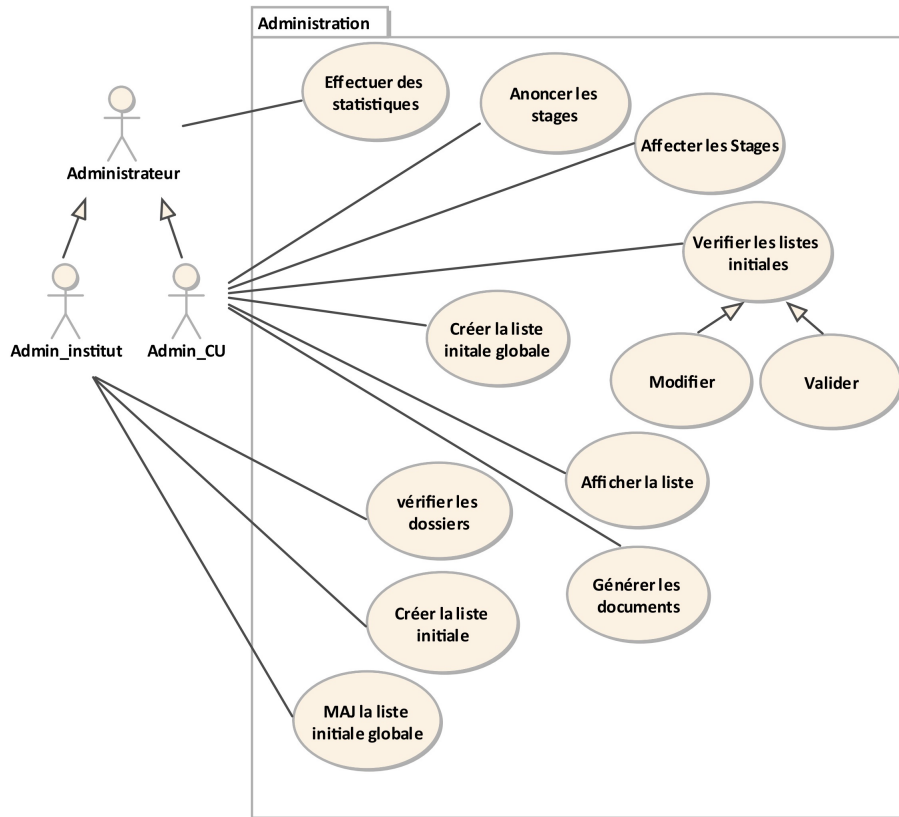 Administration
Effectuer des
statistiques
Anoncer les
stages
Affecter les Stages
Administrateur
Verifier les listes
initiales
Admin_institut
Admin_CU
Créer la liste
initale globale
Modifier
Valider
Afficher la liste
vérifier les
dossiers
Générer les
documents
Créer la liste
initiale
MAJ la liste
initiale globale